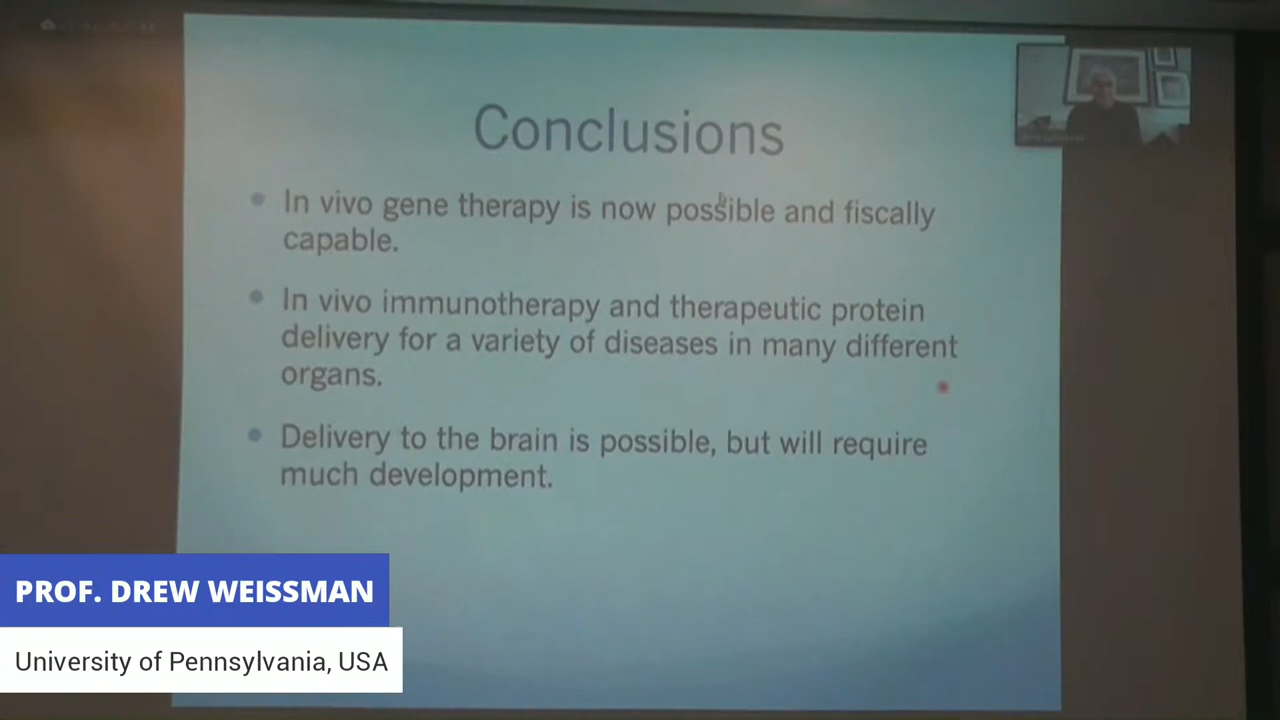 Conclusions
In vivo gene therapy is now possible and fiscally
capable.
In vivo immunotherapy and therapeutic protein
delivery for a variety of diseases in many different
organs.
Delivery to the brain is possible, but will require
much development.
PROF. DREW WEISSMAN
University of Pennsylvania, USA